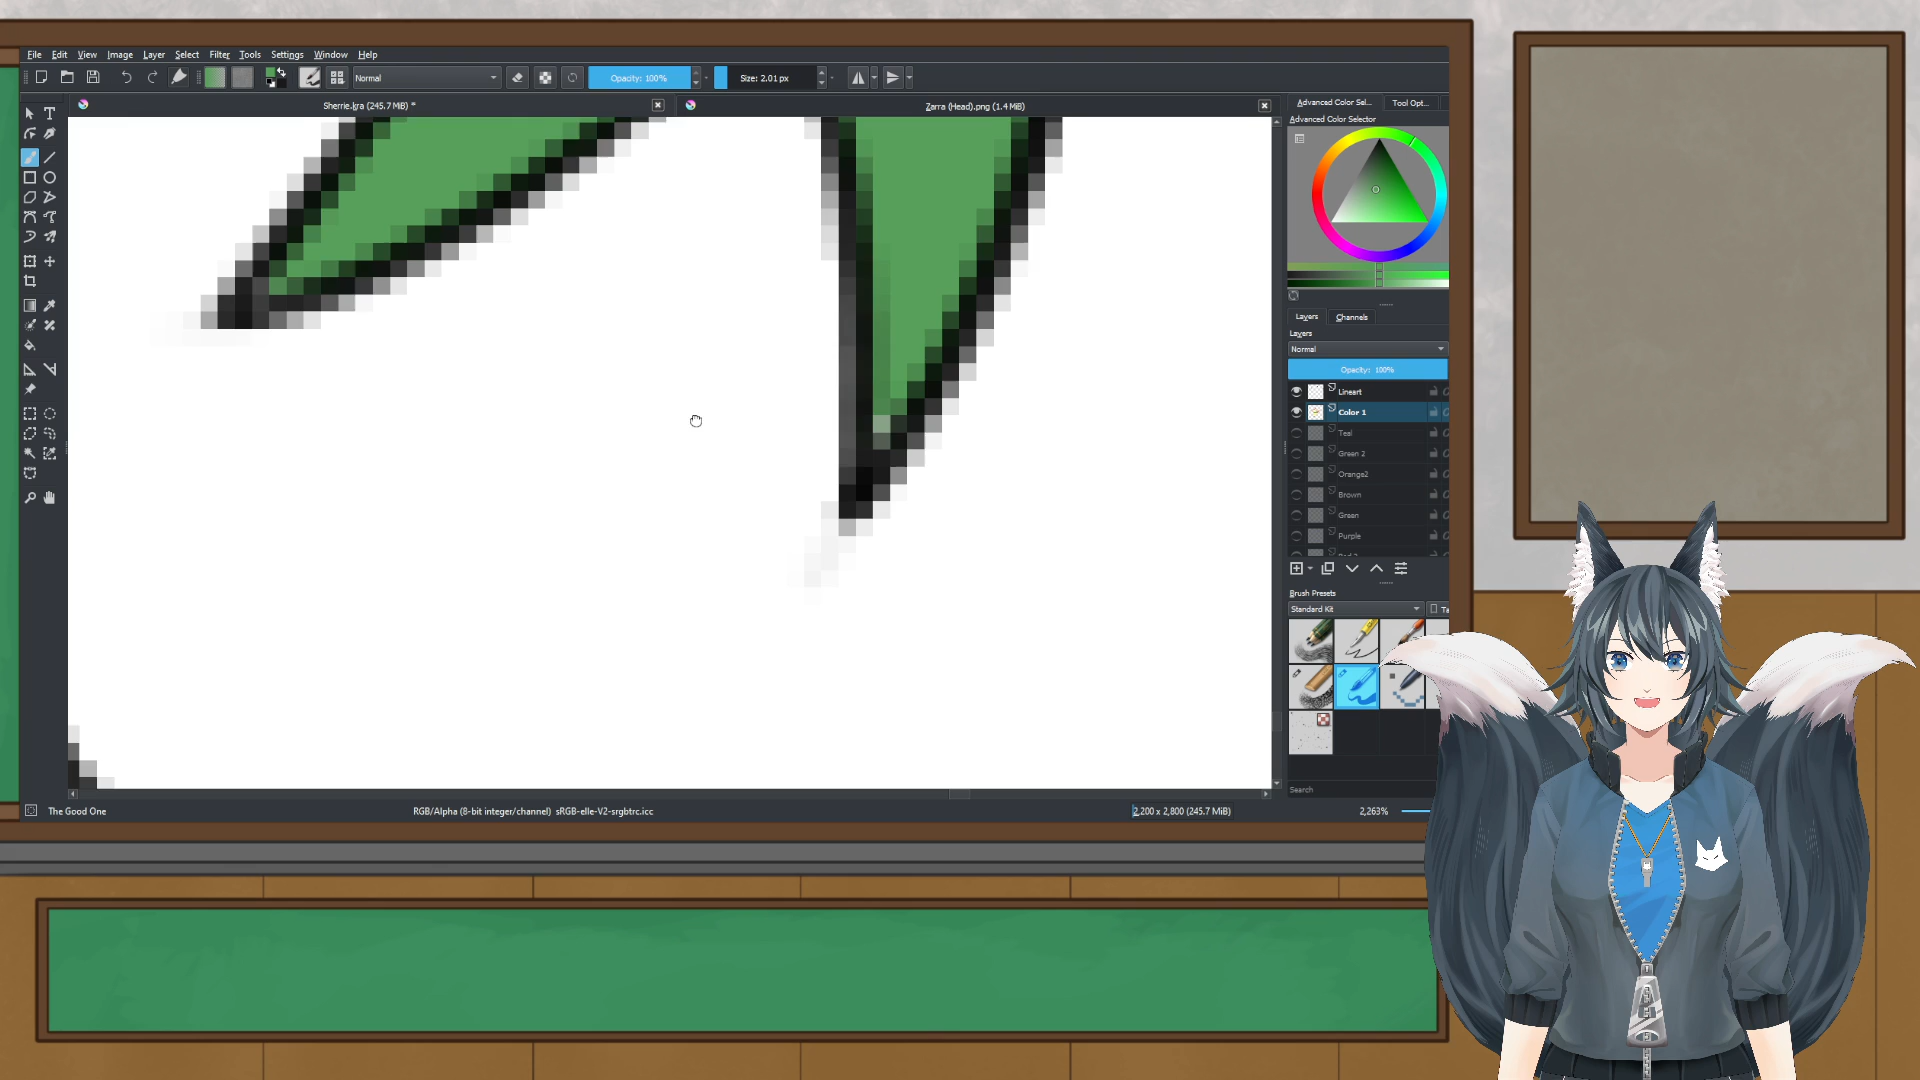 File Edit View Image Layer Select Filter Tools Settings Window Help
Normal Opacity: 100% Size: 2.01 px
Sherrie.kra (245.7 MiB) * Zarra (Head).png (1.4 MiB)
Advanced Color Sel... Tool Opt...
Advanced Color Selector
Layers Channels
Layers
Normal
Opacity: 100%
Lineart
Color 1
Teal
Green 2
Orange2
Brown
Green
Purple
Brush Presets
Standard Kit
Search
The Good One RGB/Alpha (8-bit integer/channel) sRGB-elle-V2-srgbtrc.icc 2,200 x 2,800 (245.7 MiB) 2,263%